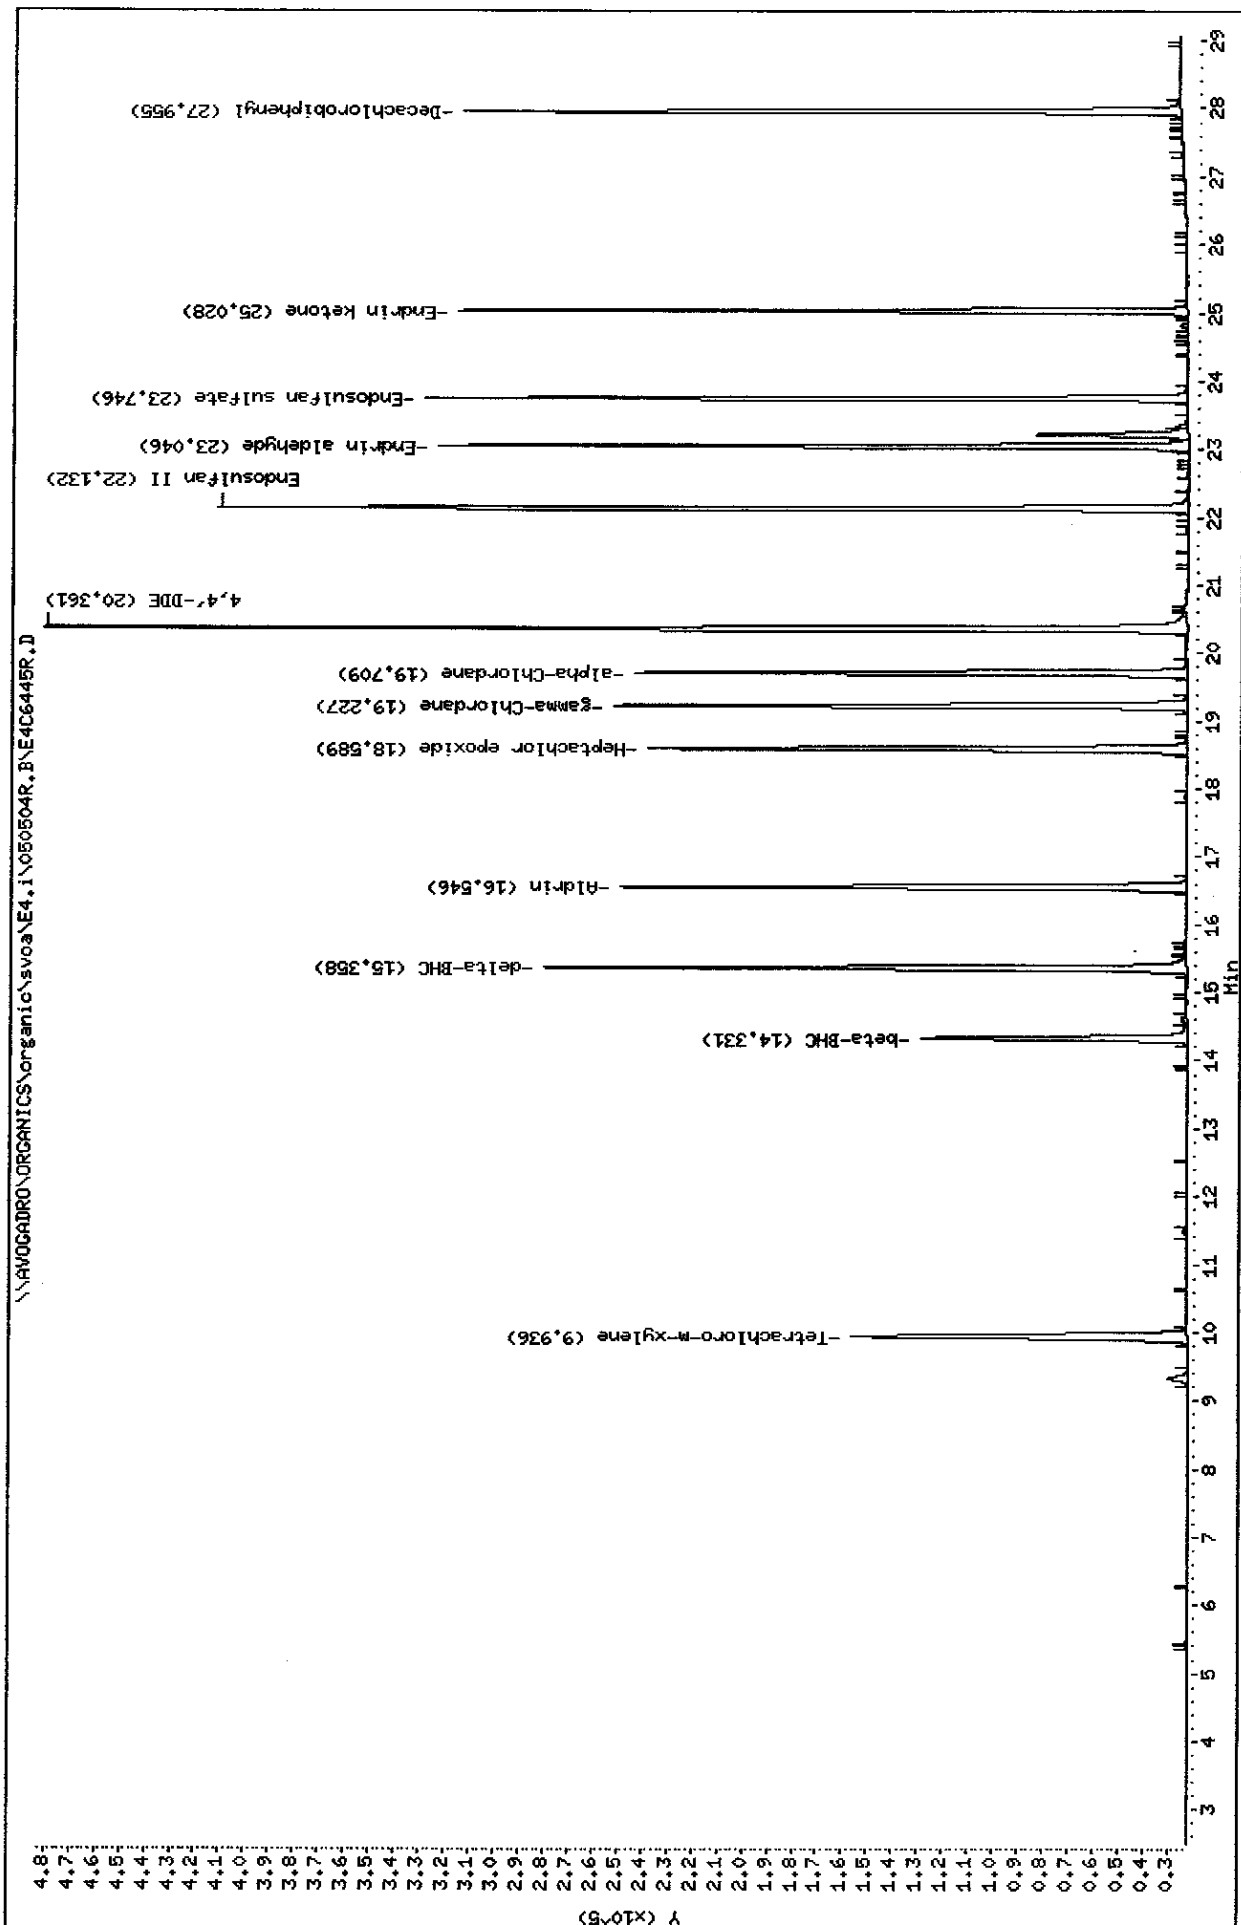 \\AVOGADRO\ORGANICS\organic\svoa\E4.i\050504R.B\E4C6445R.D
Y (x10^5)
4.8
4.7
4.6
4.5
4.4
4.3
4.2
4.1
4.0
3.9
3.8
3.7
3.6
3.5
3.4
3.3
3.2
3.1
3.0
2.9
2.8
2.7
2.6
2.5
2.4
2.3
2.2
2.1
2.0
1.9
1.8
1.7
1.6
1.5
1.4
1.3
1.2
1.1
1.0
0.9
0.8
0.7
0.6
0.5
0.4
0.3
-Tetrachloro-m-xylene (9.936)
-beta-BHC (14.331)
-delta-BHC (15.358)
-Aldrin (16.546)
-Heptachlor epoxide (18.589)
-gamma-Chlordane (19.227)
-alpha-Chlordane (19.709)
4,4'-DDE (20.361)
Endosulfan II (22.132)
-Endrin aldehyde (23.046)
-Endosulfan sulfate (23.746)
-Endrin ketone (25.028)
-Decachlorobiphenyl (27.955)
3 4 5 6 7 8 9 10 11 12 13 14 15 16 17 18 19 20 21 22 23 24 25 26 27 28 29
Min